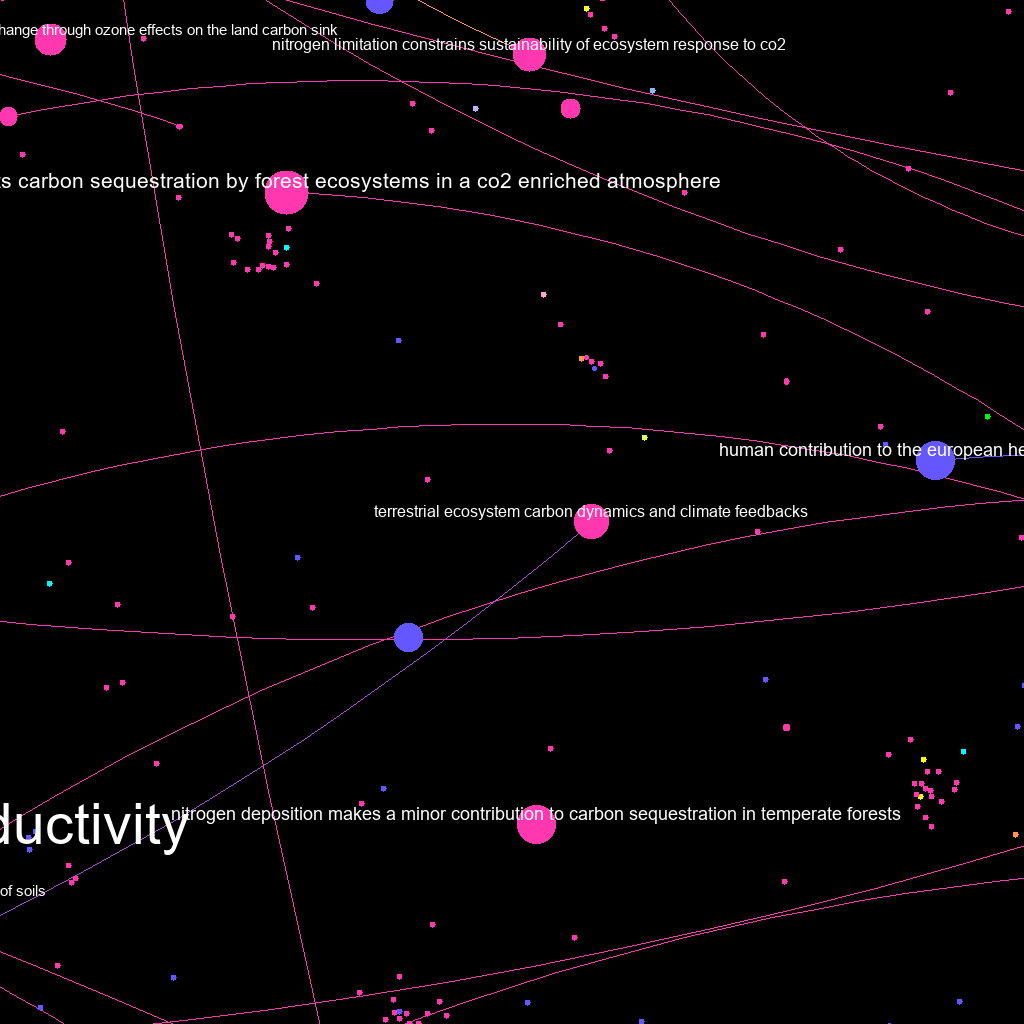 hange through ozone effects on the land carbon sink
nitrogen limitation constrains sustainability of ecosystem response to co2
ts carbon sequestration by forest ecosystems in a co2 enriched atmosphere
human contribution to the european he
terrestrial ecosystem carbon dynamics and climate feedbacks
ductivity
nitrogen deposition makes a minor contribution to carbon sequestration in temperate forests
of soils